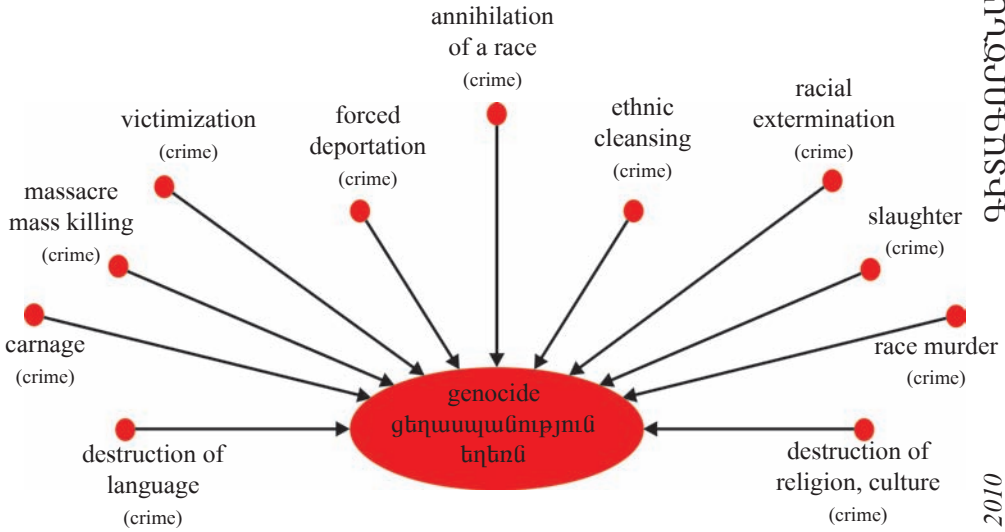 annihilation
of a race
(crime)
victimization
(crime)
forced
deportation
(crime)
ethnic
cleansing
(crime)
racial
extermination
(crime)
massacre
mass killing
(crime)
slaughter
(crime)
carnage
(crime)
race murder
(crime)
genocide
ցեղասպանություն
եղեռն
destruction of
language
(crime)
destruction of
religion, culture
(crime)
2010